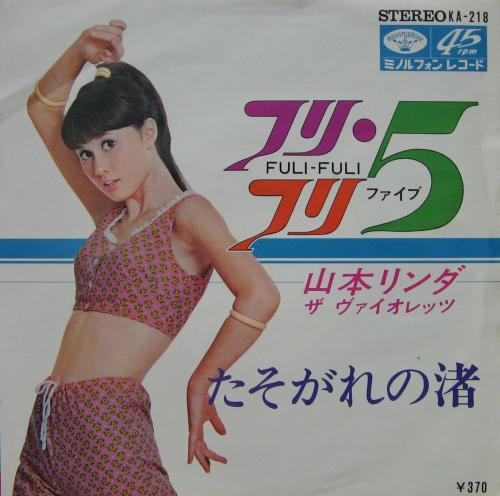 STEREO KA-218
45
rpm
ミノルフォン レコード
フリ・
FULI-FULI
フリ
5
ファイブ
山本リンダ
ザ ヴァイオレッツ
たそがれの渚
¥370